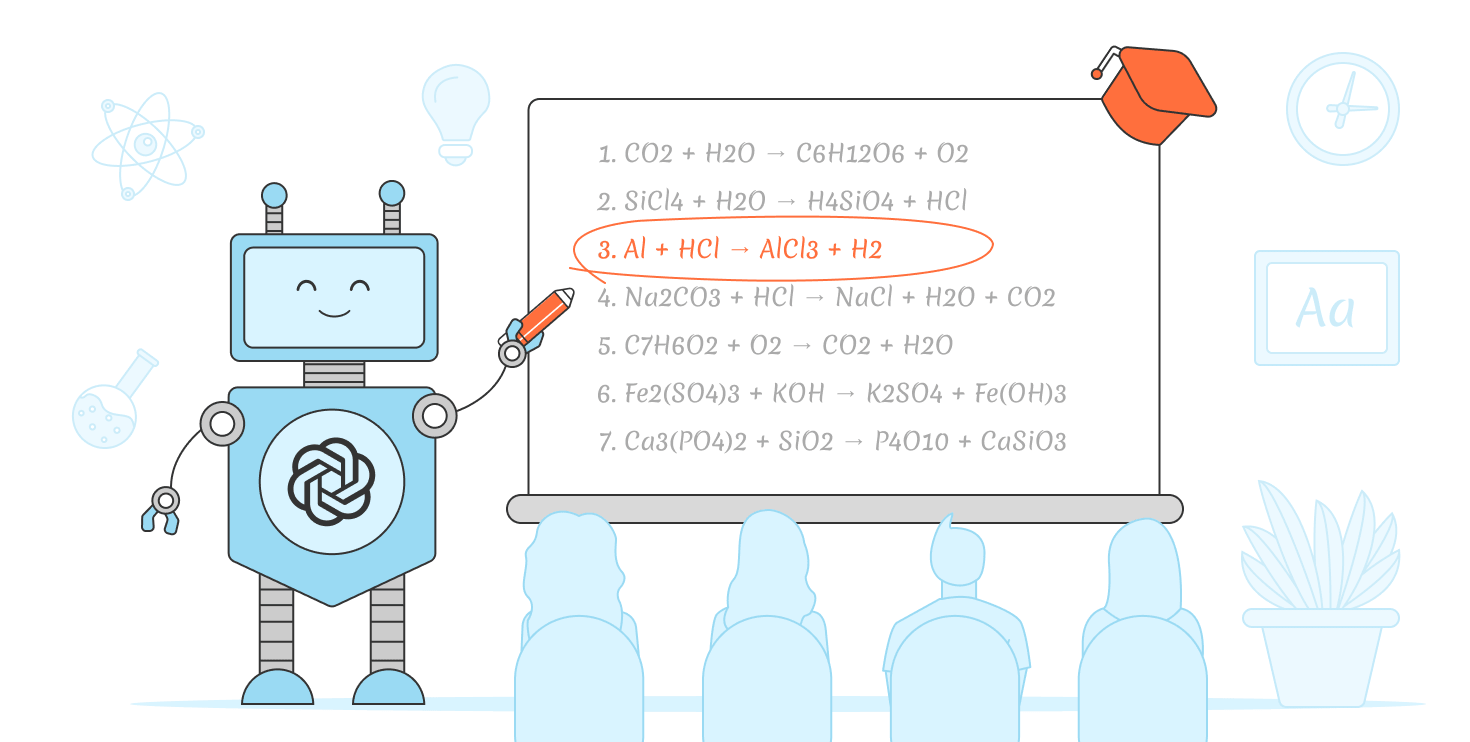 1. CO2 + H2O → C6H12O6 + O2
2. SiCl4 + H2O → H4SiO4 + HCl
3. Al + HCl → AlCl3 + H2
4. Na2CO3 + HCl → NaCl + H2O + CO2
5. C7H6O2 + O2 → CO2 + H2O
6. Fe2(SO4)3 + KOH → K2SO4 + Fe(OH)3
7. Ca3(PO4)2 + SiO2 → P4O10 + CaSiO3
Aa